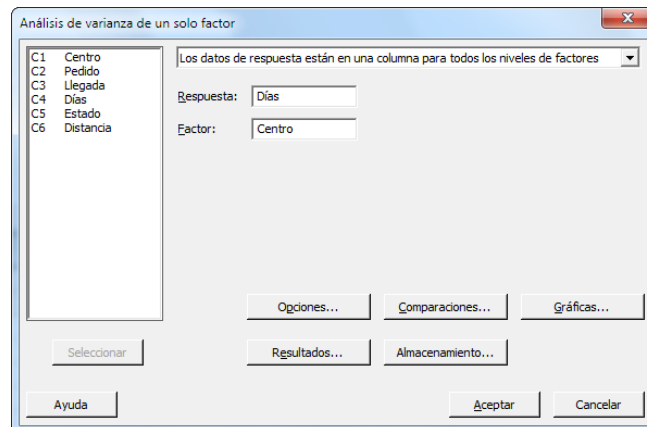 Análisis de varianza de un solo factor
C1 Centro
C2 Pedido
C3 Llegada
C4 Días
C5 Estado
C6 Distancia
Los datos de respuesta están en una columna para todos los niveles de factores
Respuesta: Días
Factor: Centro
Opciones... Comparaciones... Gráficas...
Seleccionar Resultados... Almacenamiento...
Ayuda Aceptar Cancelar